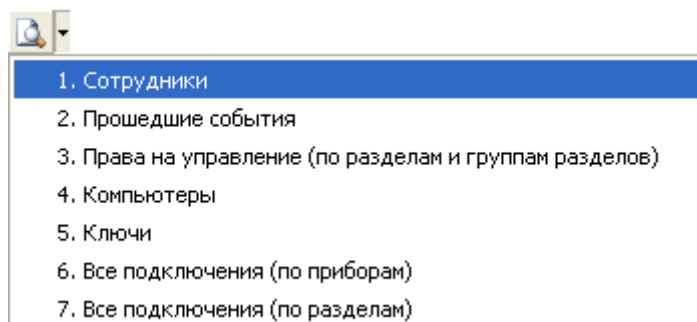 1. Сотрудники
2. Прошедшие события
3. Права на управление (по разделам и группам разделов)
4. Компьютеры
5. Ключи
6. Все подключения (по приборам)
7. Все подключения (по разделам)